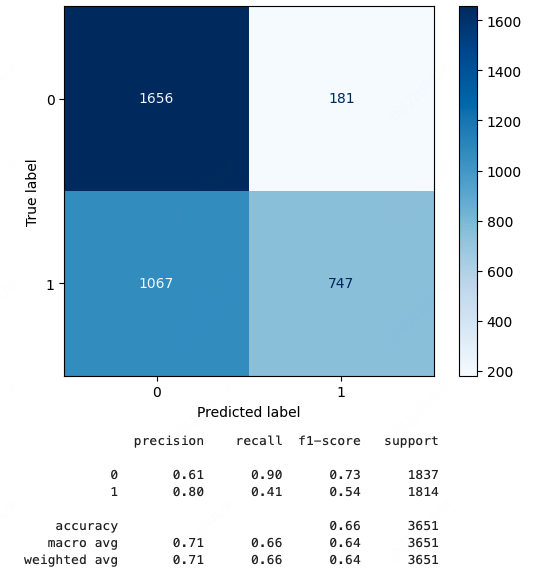 1600
1400
0 1656 181
1200
True label
1000
800
1 1067 747
600
400
200
0 1
Predicted label
precision recall f1-score support
0 0.61 0.90 0.73 1837
1 0.80 0.41 0.54 1814
accuracy 0.66 3651
macro avg 0.71 0.66 0.64 3651
weighted avg 0.71 0.66 0.64 3651